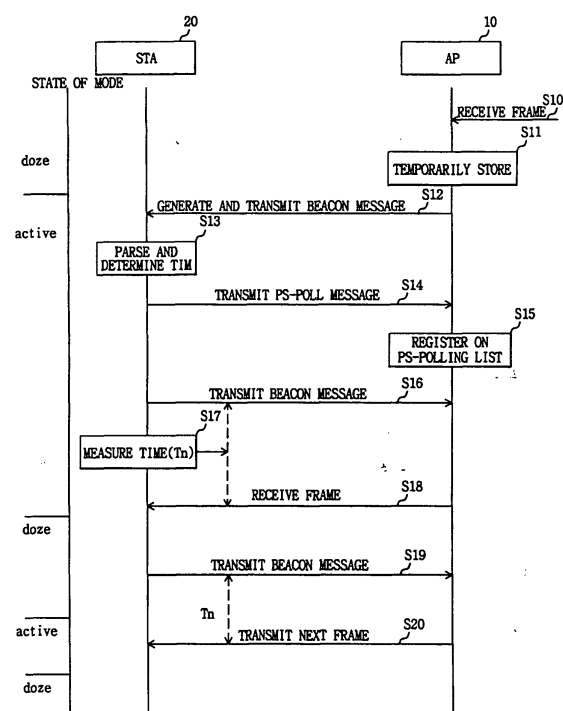 20
10
STA
AP
STATE OF MODE
RECEIVE FRAME
S10
S11
doze
TEMPORARILY STORE
GENERATE AND TRANSMIT BEACON MESSAGE
S12
active
S13
PARSE AND
DETERMINE TIM
TRANSMIT PS-POLL MESSAGE
S14
S15
REGISTER ON
PS-POLLING LIST
TRANSMIT BEACON MESSAGE
S16
S17
MEASURE TIME(Tn)
RECEIVE FRAME
S18
doze
TRANSMIT BEACON MESSAGE
S19
Tn
active
TRANSMIT NEXT FRAME
S20
doze